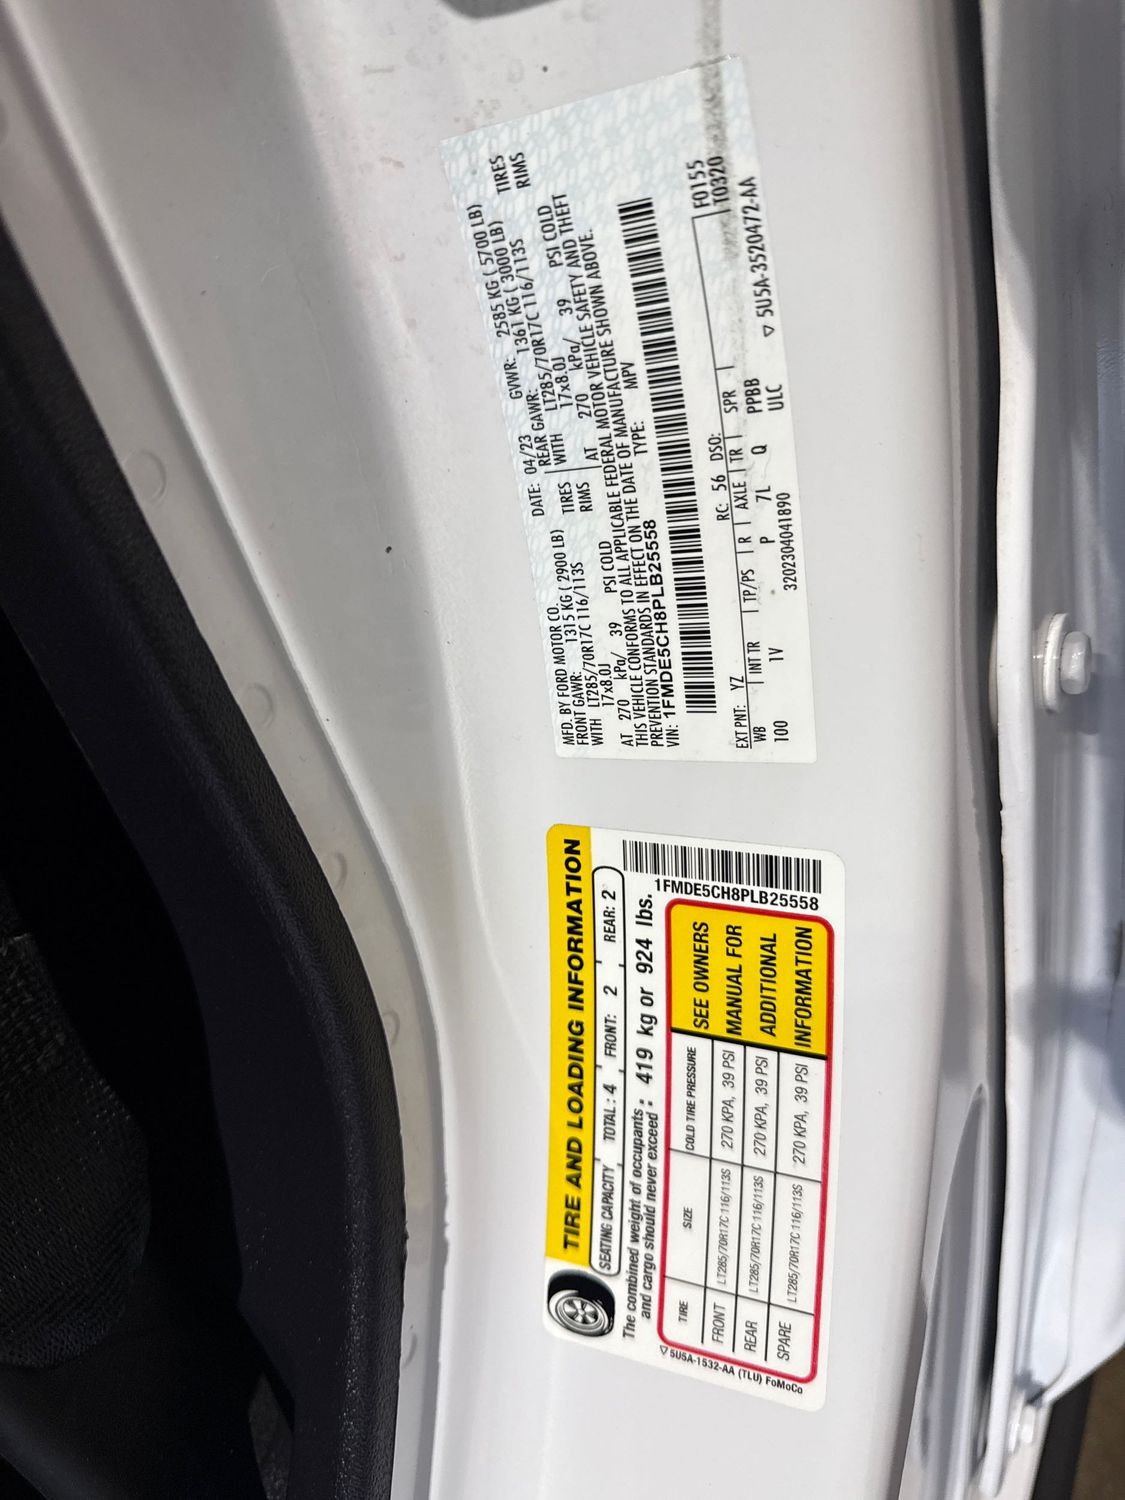 MFD. BY FORD MOTOR CO.
DATE: 04/23 GVWR: 2585 KG ( 5700 LB)
FRONT GAWR: 1315 KG ( 2900 LB) REAR GAWR: 1361 KG ( 3000 LB)
WITH LT285/70R17C 116/113S TIRES WITH LT285/70R17C 116/113S TIRES
17x8.0J RIMS 17x8.0J RIMS
AT 270 kPa/ 39 PSI COLD AT 270 kPa/ 39 PSI COLD
THIS VEHICLE CONFORMS TO ALL APPLICABLE FEDERAL MOTOR VEHICLE SAFETY AND THEFT
PREVENTION STANDARDS IN EFFECT ON THE DATE OF MANUFACTURE SHOWN ABOVE.
VIN: 1FMDE5CH8PLB25558 TYPE: MPV
F0155
T0320
EXT PNT: YZ RC: 56 DSO:
WB INT TR TP/PS R AXLE TR SPR
100 1V P 7L Q PPBB
3202304041890 ULC
▽ 5U5A-3520472-AA
TIRE AND LOADING INFORMATION
SEATING CAPACITY TOTAL : 4 FRONT: 2 REAR: 2
The combined weight of occupants
and cargo should never exceed : 419 kg or 924 lbs.
1FMDE5CH8PLB25558
TIRE SIZE COLD TIRE PRESSURE
FRONT LT285/70R17C 116/113S 270 KPA, 39 PSI
REAR LT285/70R17C 116/113S 270 KPA, 39 PSI
SPARE LT285/70R17C 116/113S 270 KPA, 39 PSI
SEE OWNERS
MANUAL FOR
ADDITIONAL
INFORMATION
▽ 5U5A-1532-AA (TLU) FoMoCo